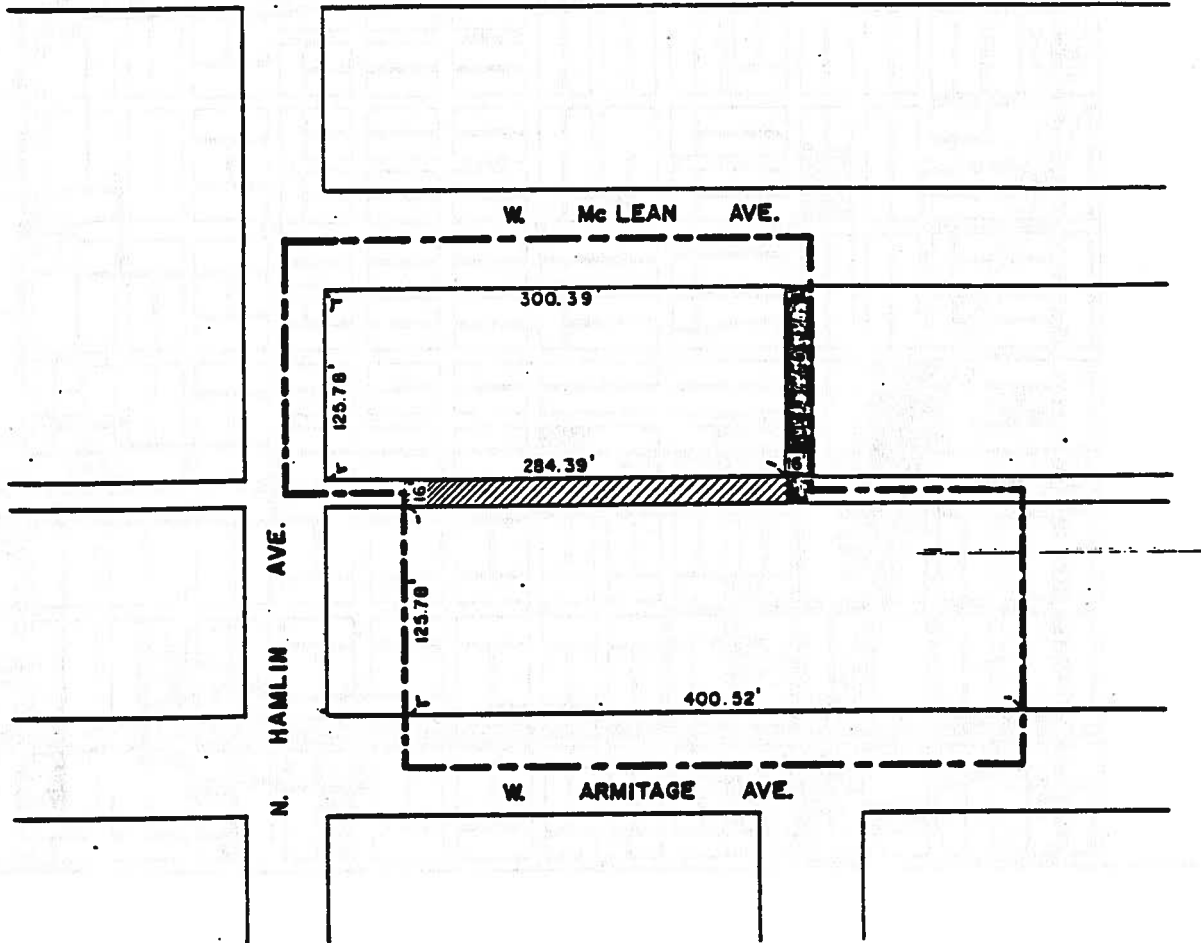 W. Mc LEAN AVE.
300.39'
125.78'
284.39'
16
16'
125.78'
400.52'
W. ARMITAGE AVE.
N. HAMLIN AVE.